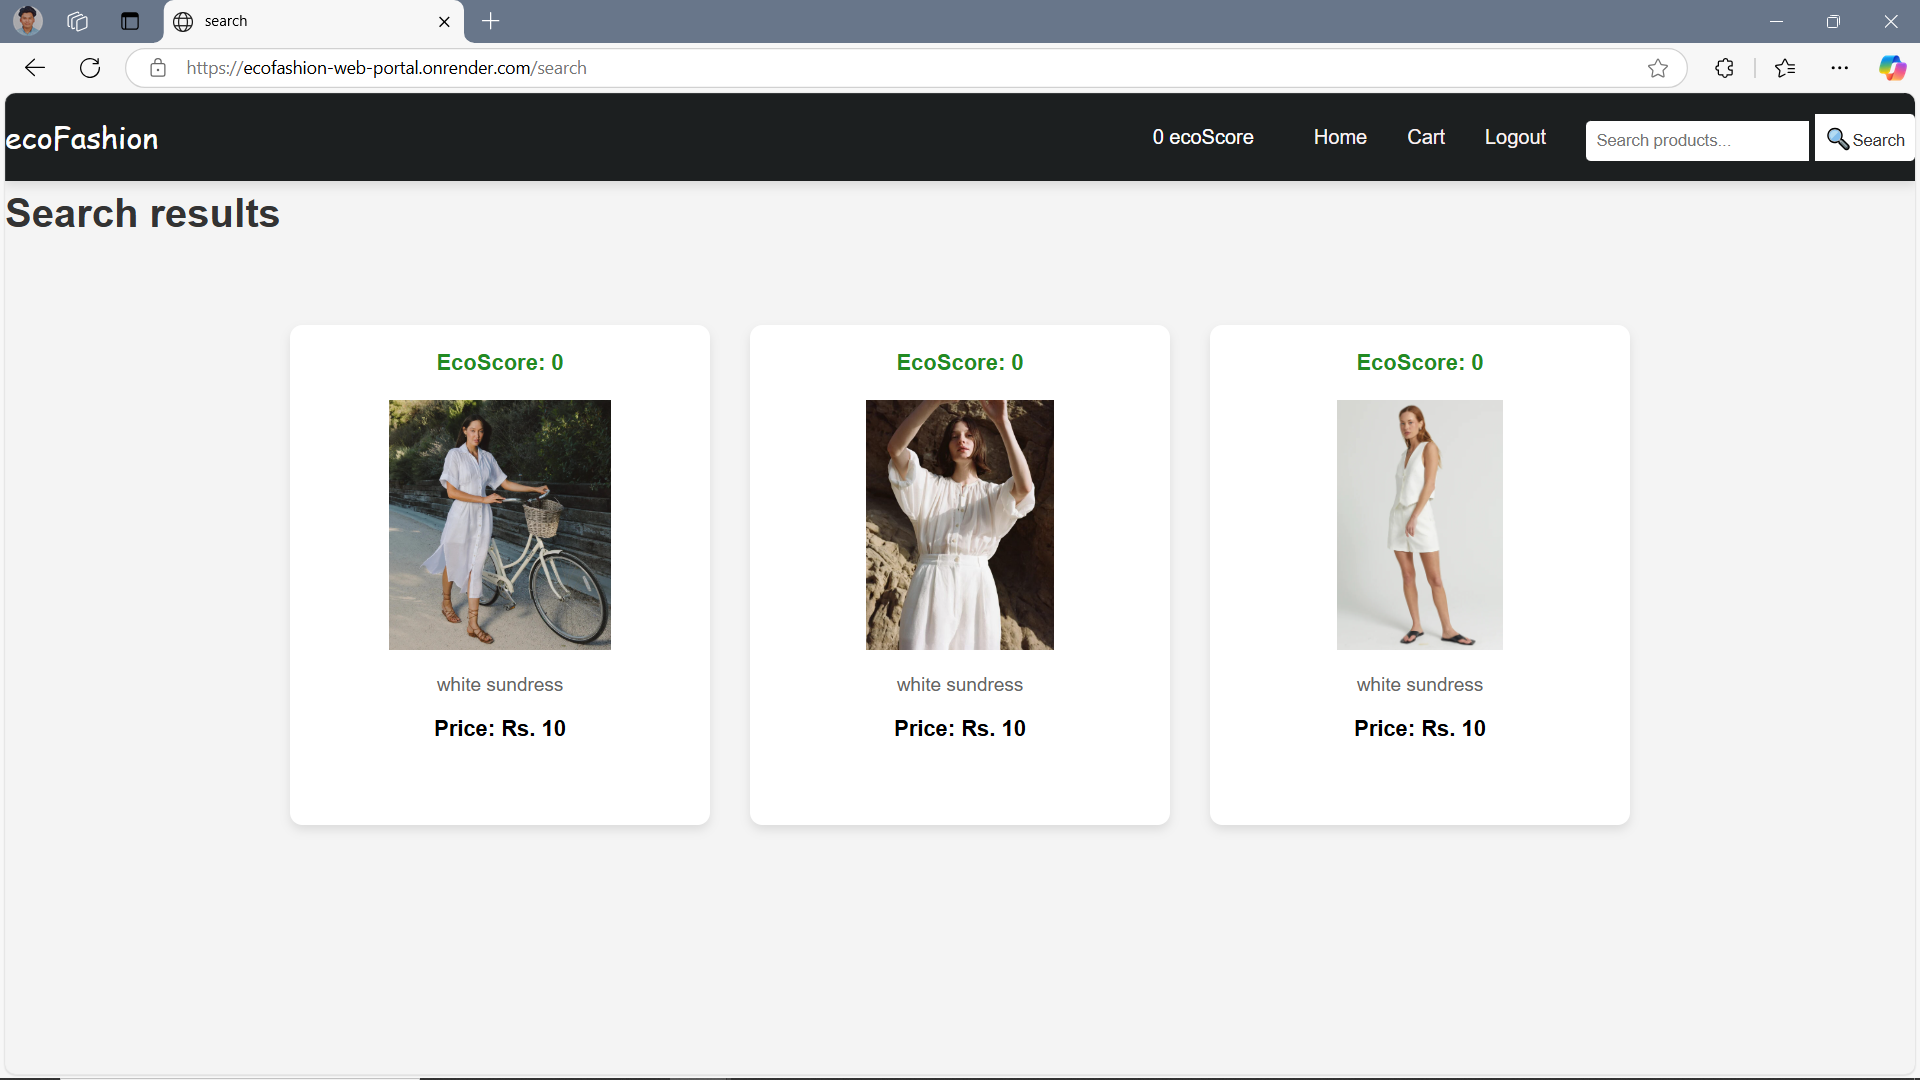 search
https://ecofashion-web-portal.onrender.com/search
ecoFashion
0 ecoScore
Home
Cart
Logout
Search products...
Search
Search results
EcoScore: 0
white sundress
Price: Rs. 10
EcoScore: 0
white sundress
Price: Rs. 10
EcoScore: 0
white sundress
Price: Rs. 10